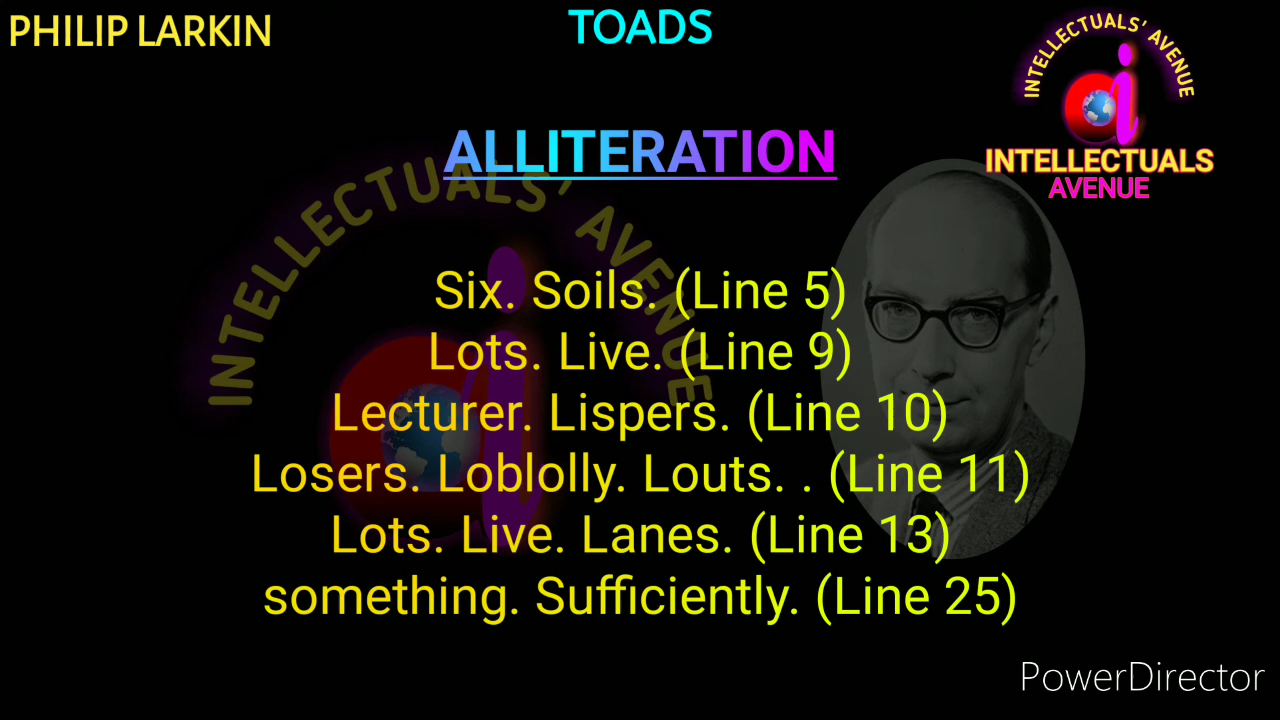 PHILIP LARKIN
TOADS
INTELLECTUALS' AVENUE
INTELLECTUALS
AVENUE
ALLITERATION
INTELLECTUALS' AVENUE
Six. Soils. (Line 5)
Lots. Live. (Line 9)
Lecturer. Lispers. (Line 10)
Losers. Loblolly. Louts. . (Line 11)
Lots. Live. Lanes. (Line 13)
something. Sufficiently. (Line 25)
PowerDirector